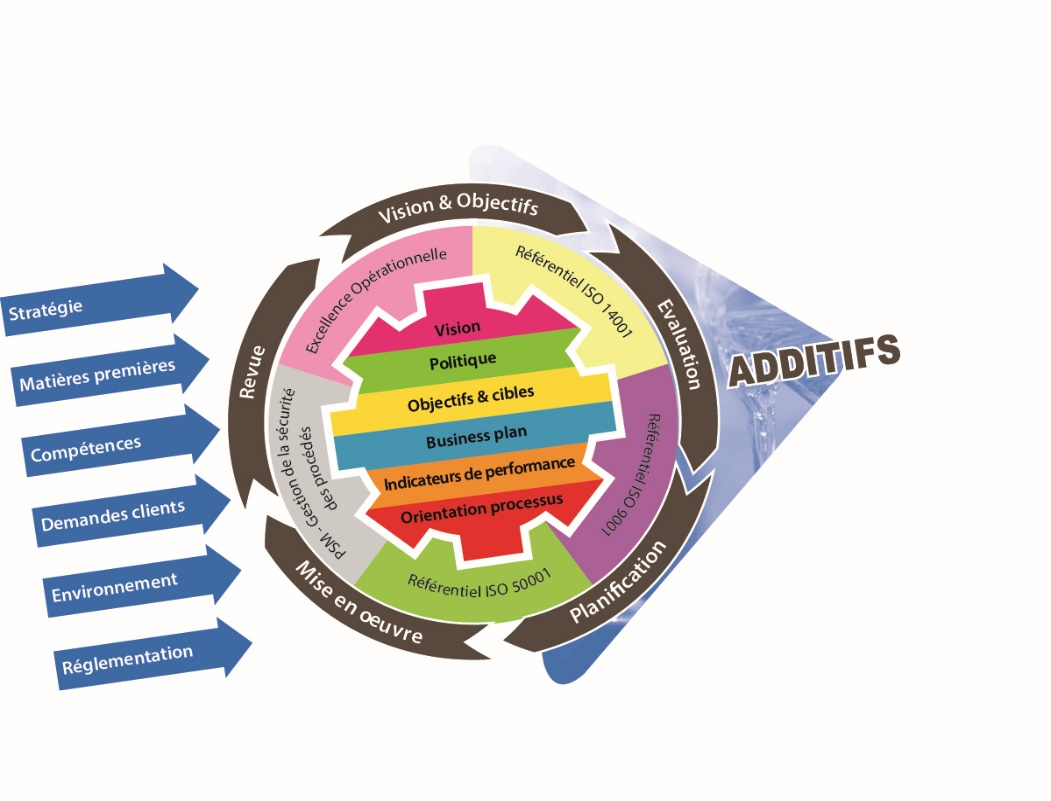 Stratégie
Matières premières
Compétences
Demandes clients
Environnement
Réglementation
Vision & Objectifs
Evaluation
Planification
Mise en œuvre
Revue
Excellence Opérationnelle
Référentiel ISO 14001
Référentiel ISO 9001
Référentiel ISO 50001
PSM - Gestion de la sécurité
des procédés
Vision
Politique
Objectifs & cibles
Business plan
Indicateurs de performance
Orientation processus
ADDITIFS